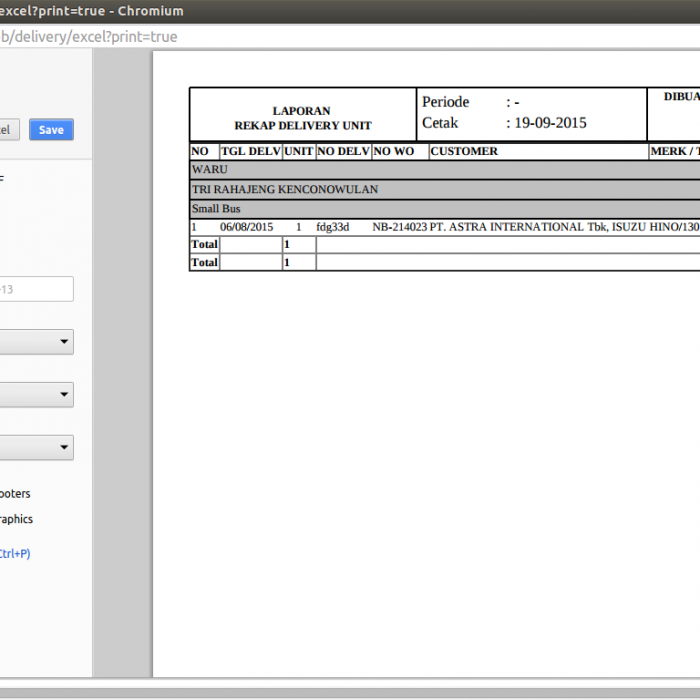 excel?print=true - Chromium
b/delivery/excel?print=true
el Save
F
-13
ooters
raphics
Ctrl+P)
LAPORAN
REKAP DELIVERY UNIT
Periode : -
Cetak : 19-09-2015
DIBUA
NO TGL DELV UNIT NO DELV NO WO CUSTOMER MERK / T
WARU
TRI RAHAJENG KENCONOWULAN
Small Bus
1 06/08/2015 1 fdg33d NB-214023 PT. ASTRA INTERNATIONAL Tbk, ISUZU HINO/130
Total 1
Total 1